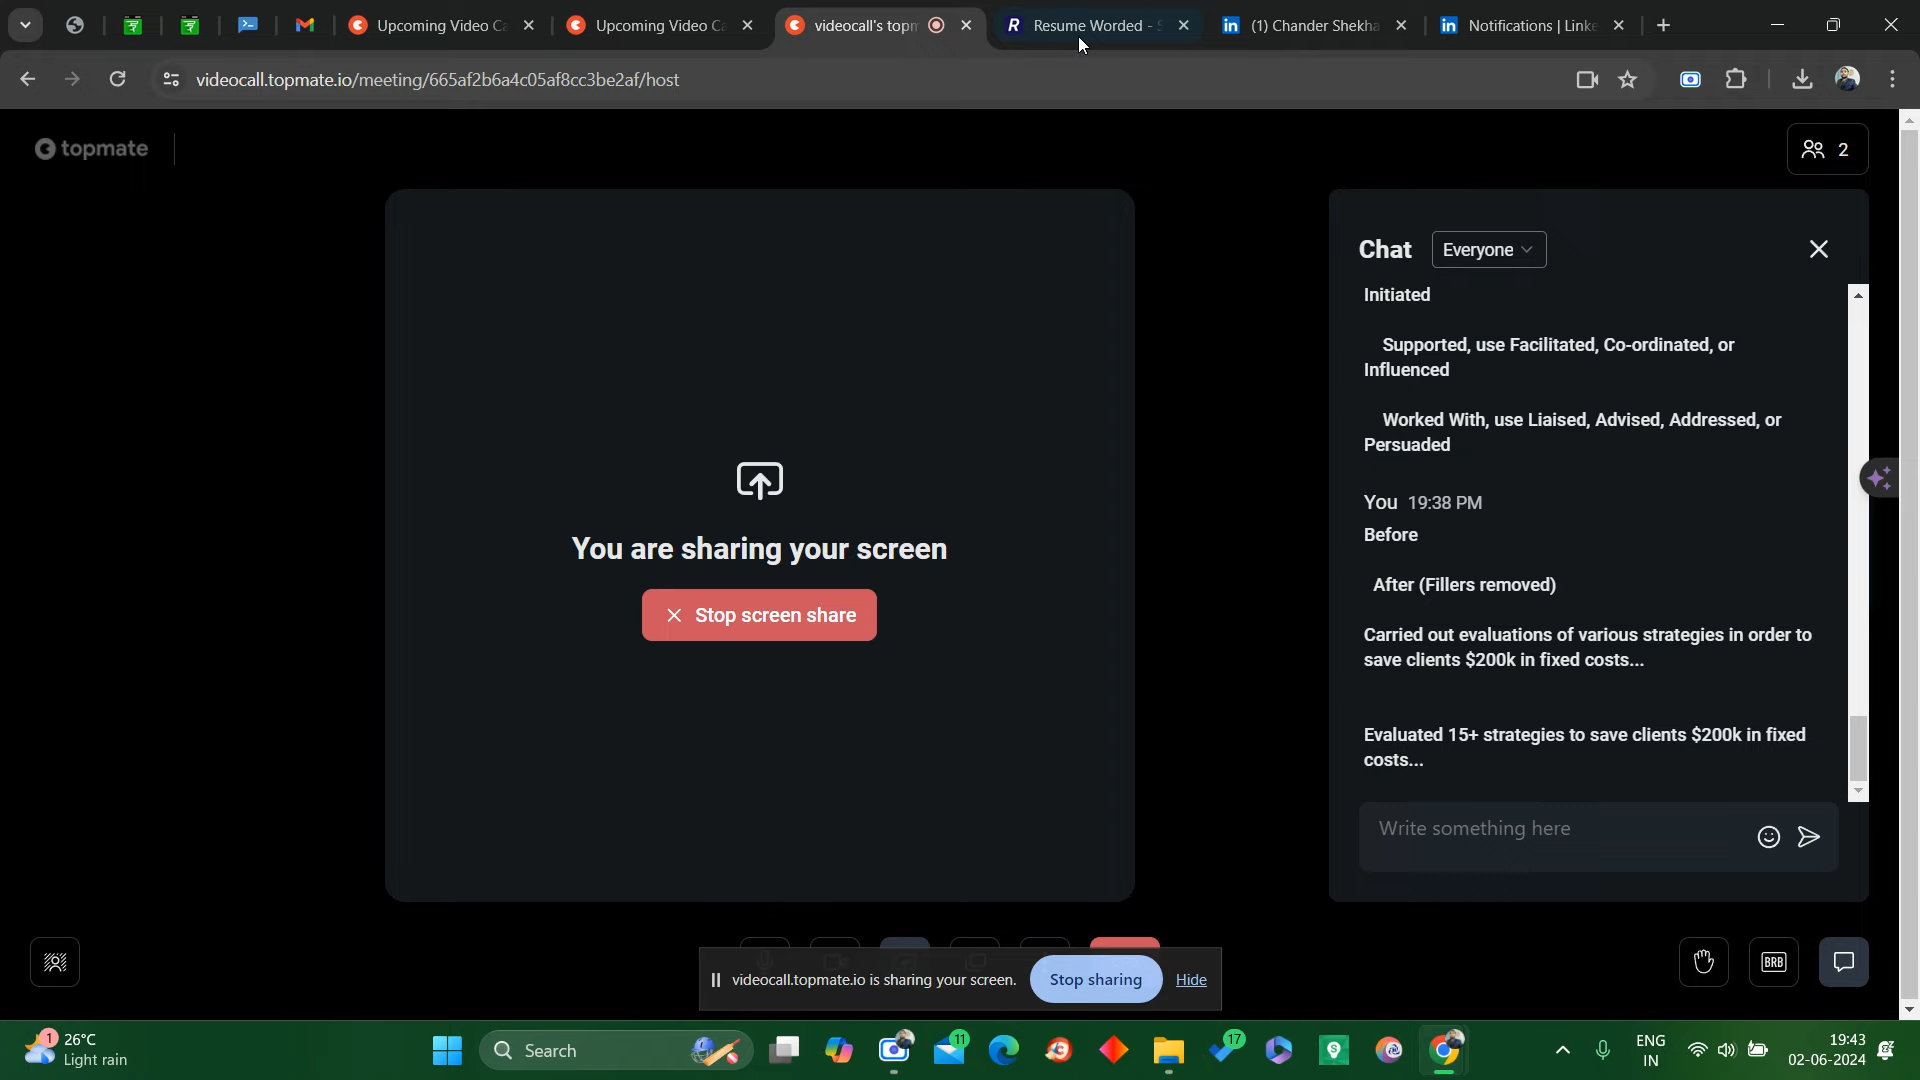 Upcoming Video Ca
Upcoming Video Ca
videocall's topm
Resume Worded - S
(1) Chander Shekha
Notifications | Linke
videocall.topmate.io/meeting/665af2b6a4c05af8cc3be2af/host
topmate
2
Chat
Everyone
Initiated
Supported, use Facilitated, Co-ordinated, or
Influenced
Worked With, use Liaised, Advised, Addressed, or
Persuaded
You 19:38 PM
Before
After (Fillers removed)
Carried out evaluations of various strategies in order to
save clients $200k in fixed costs...
Evaluated 15+ strategies to save clients $200k in fixed
costs...
Write something here
You are sharing your screen
Stop screen share
BRB
videocall.topmate.io is sharing your screen.
Stop sharing
Hide
1
26°C
Light rain
Search
11
17
ENG
IN
19:43
02-06-2024